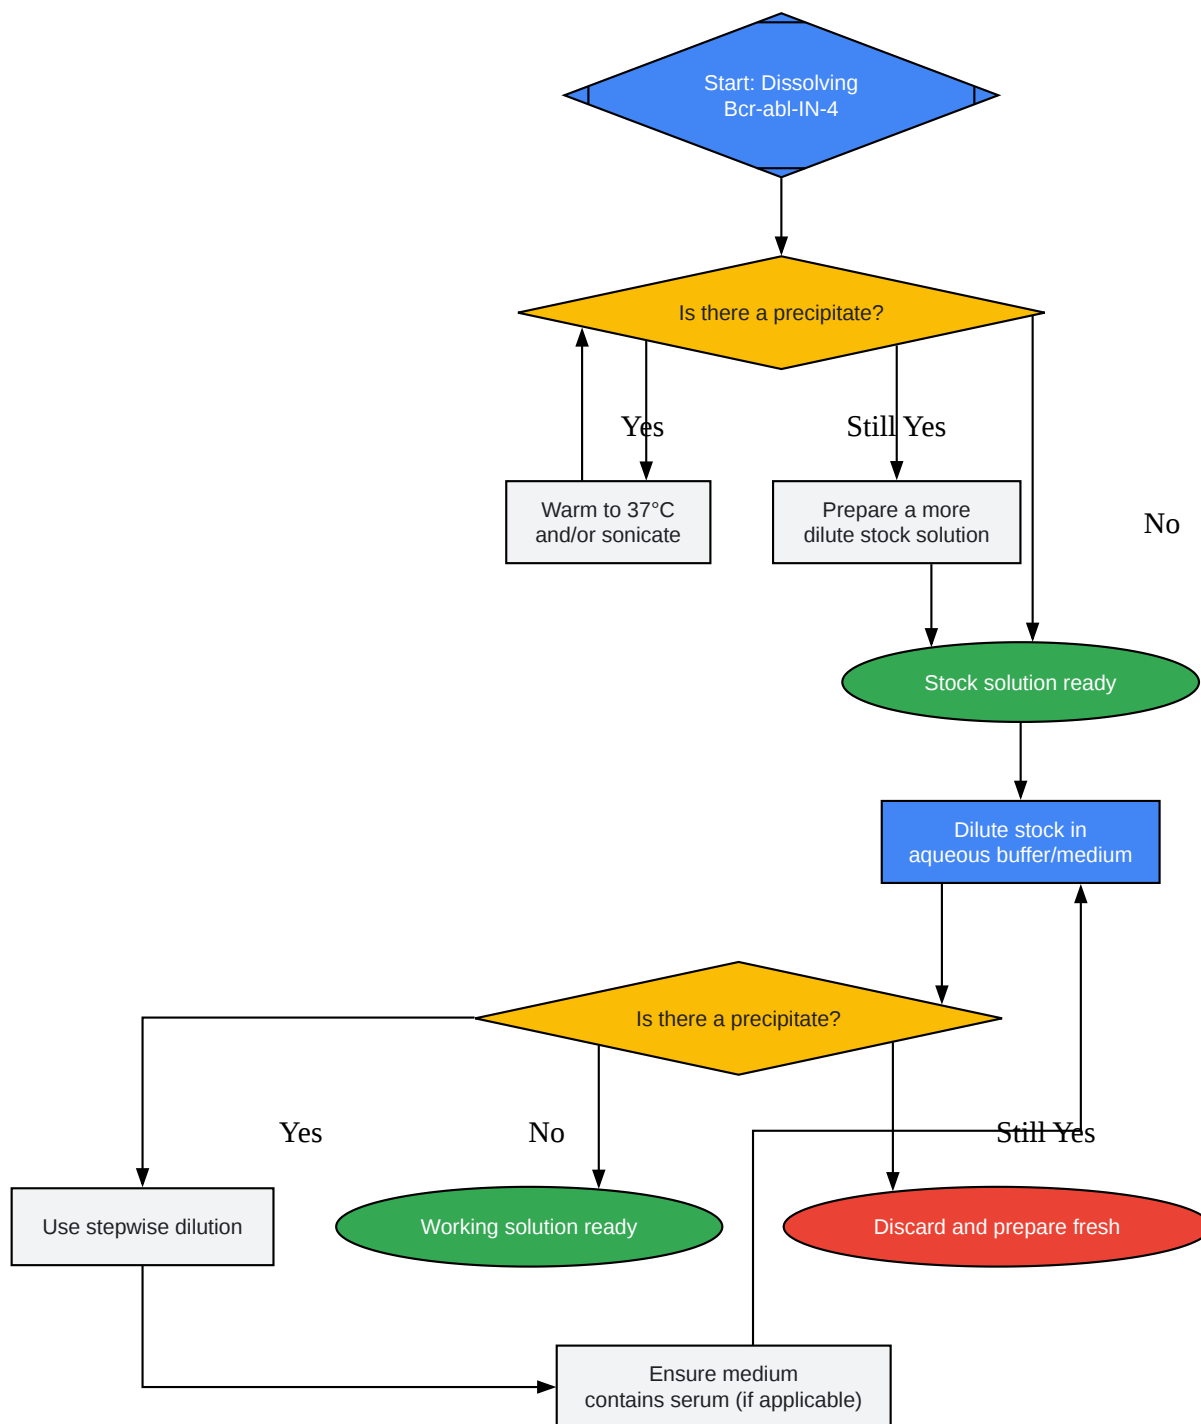 Start: Dissolving
Bcr-abl-IN-4
Is there a precipitate?
Yes
Still Yes
Warm to 37°C
and/or sonicate
Prepare a more
dilute stock solution
No
Stock solution ready
Dilute stock in
aqueous buffer/medium
Is there a precipitate?
Yes
No
Still Yes
Use stepwise dilution
Working solution ready
Discard and prepare fresh
Ensure medium
contains serum (if applicable)